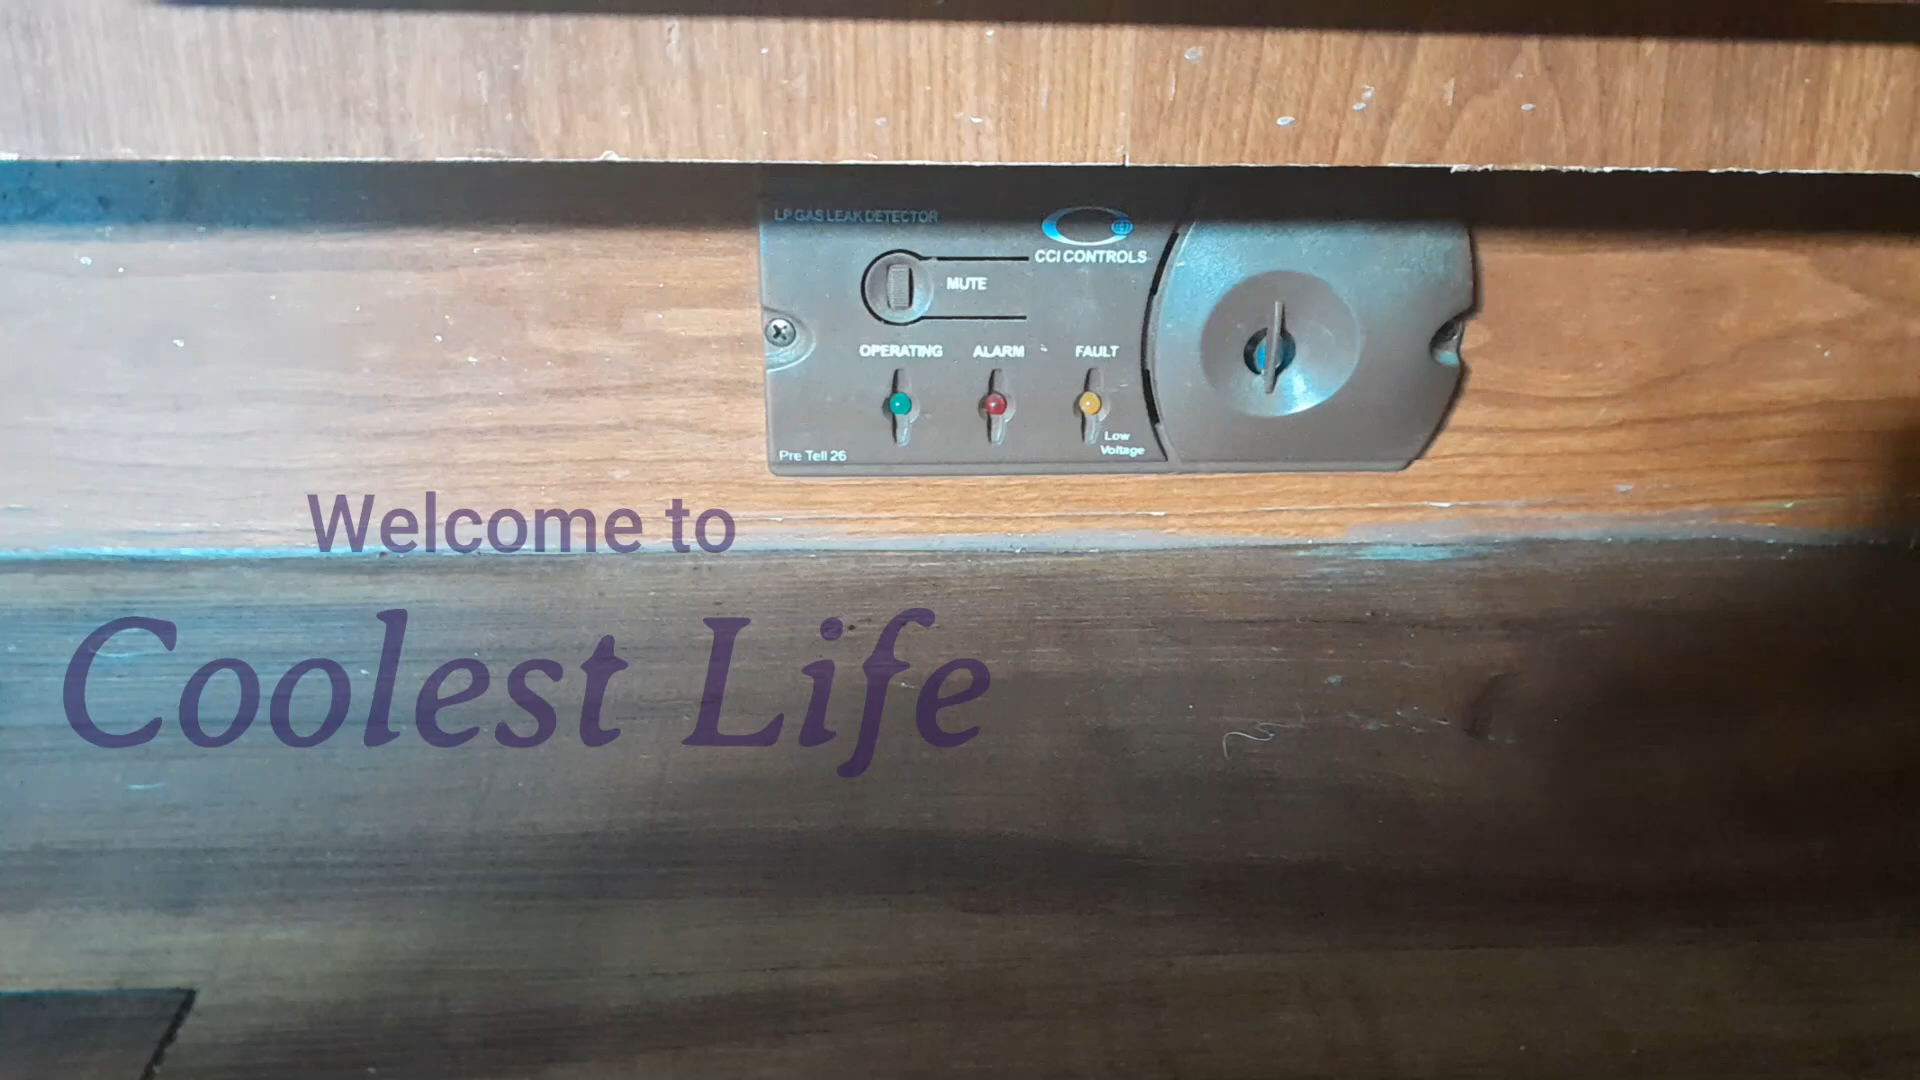 LP GAS LEAK DETECTOR
CCI CONTROLS
MUTE
OPERATING ALARM FAULT
Low
Voltage
Pre Tell 26
Welcome to
Coolest Life